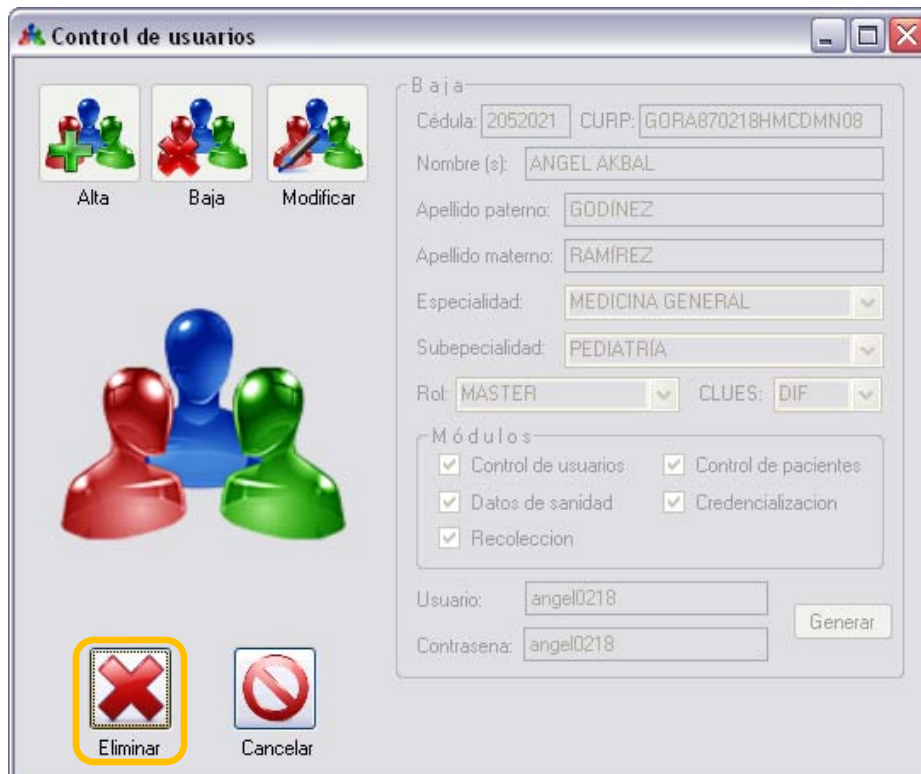 Control de usuarios
Alta
Baja
Modificar
Baja
Cédula: 2052021 CURP: GORA870218HMCDMN08
Nombre (s): ANGEL AKBAL
Apellido paterno: GODÍNEZ
Apellido materno: RAMÍREZ
Especialidad: MEDICINA GENERAL
Subepecialidad: PEDIATRÍA
Rol: MASTER CLUES: DIF
Módulos
Control de usuarios Control de pacientes
Datos de sanidad Credencializacion
Recoleccion
Usuario: angel0218
Contrasena: angel0218
Generar
Eliminar
Cancelar